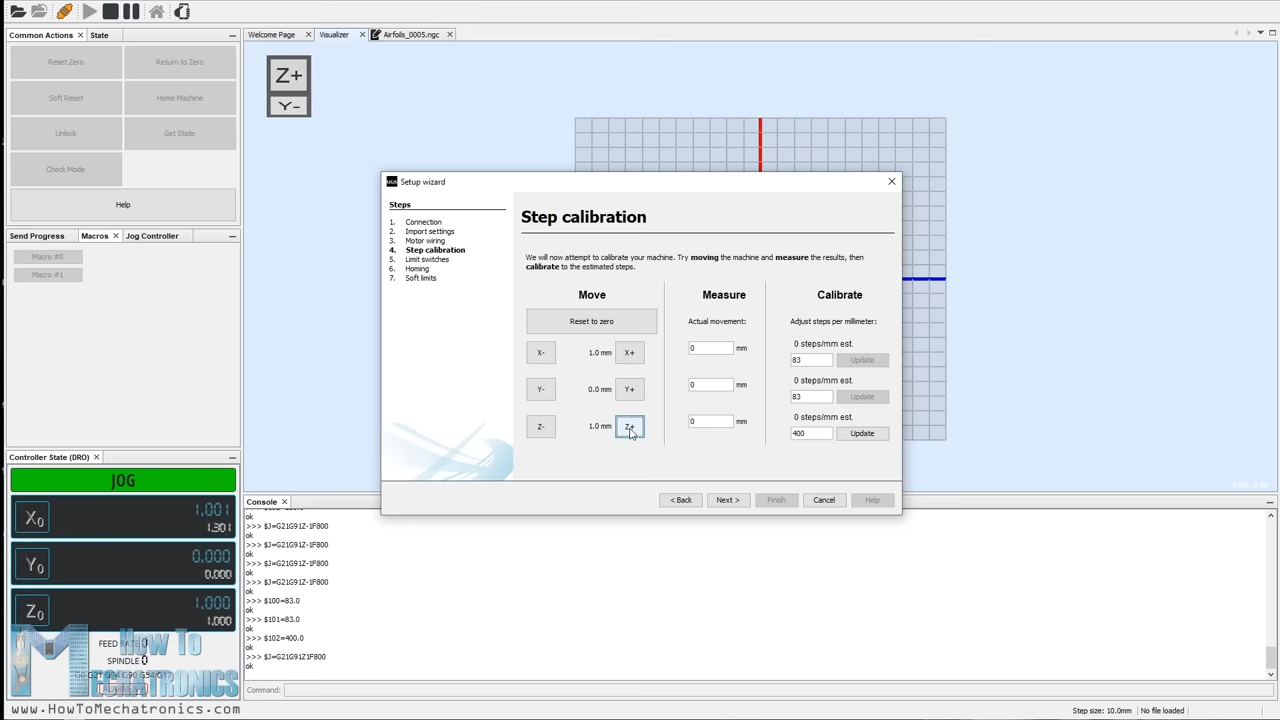 Common Actions
State
Reset Zero
Return to Zero
Soft Reset
Home Machine
Unlock
Get State
Check Mode
Help
Send Progress
Macros
Jog Controller
Macro #0
Macro #1
Controller State (DRO)
JOG
X0
1.001
1.301
Y0
0.000
0.000
Z0
1.000
1.000
FEED RATE 0
SPINDLE 0
How To
MECHATRONICS
www.HowToMechatronics.com
Welcome Page
Visualizer
Airfoils_0005.ngc
Z+
Y-
Setup wizard
Steps
1. Connection
2. Import settings
3. Motor wiring
4. Step calibration
5. Limit switches
6. Homing
7. Soft limits
Step calibration
We will now attempt to calibrate your machine. Try moving the machine and measure the results, then
calibrate to the estimated steps.
Move
Measure
Calibrate
Reset to zero
Actual movement:
Adjust steps per millimeter:
X-
1.0 mm
X+
0
mm
0 steps/mm est.
83
Update
Y-
0.0 mm
Y+
0
mm
0 steps/mm est.
83
Update
Z-
1.0 mm
Z+
0
mm
0 steps/mm est.
400
Update
< Back
Next >
Finish
Cancel
Help
Console
ok
>>> $J=G21G91Z-1F800
ok
>>> $J=G21G91Z-1F800
ok
>>> $J=G21G91Z-1F800
ok
>>> $J=G21G91Z-1F800
ok
>>> $100=83.0
ok
>>> $101=83.0
ok
>>> $102=400.0
ok
>>> $J=G21G91Z1F800
ok
Command:
Step size: 10.0mm
No file loaded